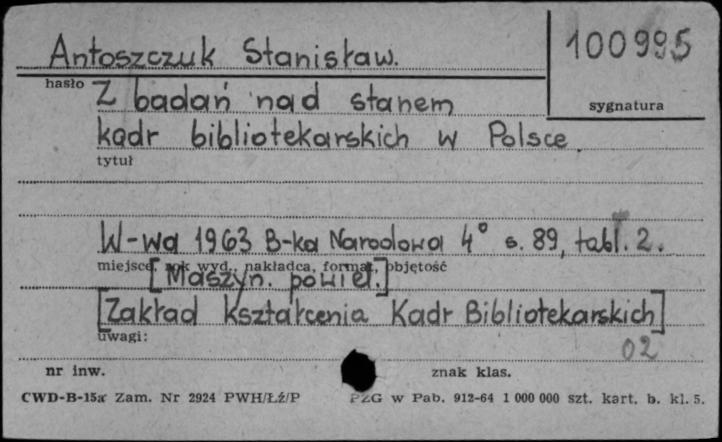 Antoszczuk Stanisław.
100995
hasło
sygnatura
Z badań nad stanem
kadr bibliotekarskich w Polsce.
tytuł
W-wa 1963 B-ka Narodowa 4° s. 89, tabl. 2.
miejsce, rok wyd., nakładca, format, objętość
[Maszyn. powiel.]
[Zakład Kształcenia Kadr Bibliotekarskich]
uwagi:
02
nr inw.
znak klas.
CWD-B-15a Zam. Nr 2924 PWH/Łź/P
PZG w Pab. 912-64 1 000 000 szt. kart. b. kl. 5.